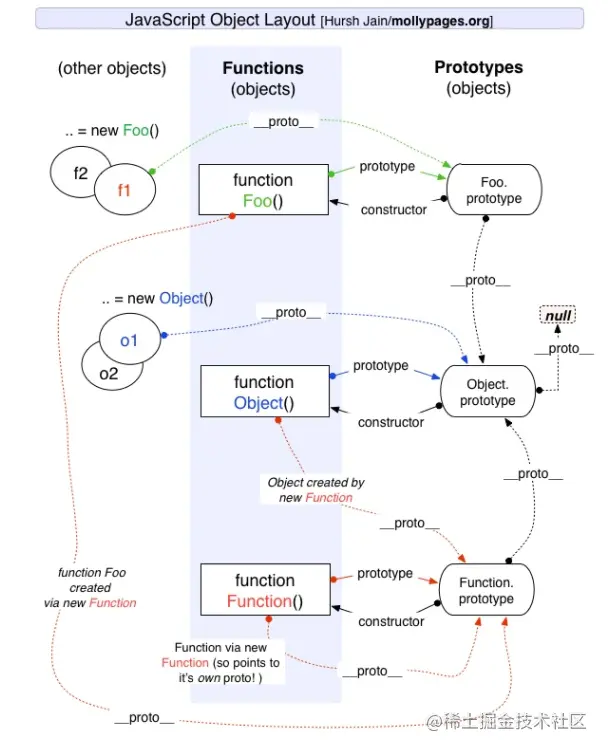 JavaScript Object Layout [Hursh Jain/mollypages.org]
(other objects)
Functions
(objects)
Prototypes
(objects)
.. = new Foo()
__proto__
f2
f1
function
Foo()
prototype
constructor
Foo.
prototype
__proto__
.. = new Object()
__proto__
null
__proto__
o1
o2
function
Object()
prototype
constructor
Object.
prototype
Object created by
new Function
__proto__
__proto__
function Foo
created
via new Function
function
Function()
prototype
constructor
Function.
prototype
Function via new
Function (so points to
it's own proto! )
__proto__
__proto__
@稀土掘金技术社区